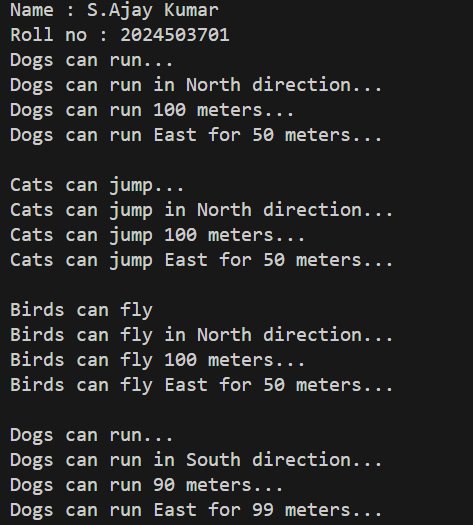 Name : S.Ajay Kumar
Roll no : 2024503701
Dogs can run...
Dogs can run in North direction...
Dogs can run 100 meters...
Dogs can run East for 50 meters...

Cats can jump...
Cats can jump in North direction...
Cats can jump 100 meters...
Cats can jump East for 50 meters...

Birds can fly
Birds can fly in North direction...
Birds can fly 100 meters...
Birds can fly East for 50 meters...

Dogs can run...
Dogs can run in South direction...
Dogs can run 90 meters...
Dogs can run East for 99 meters...